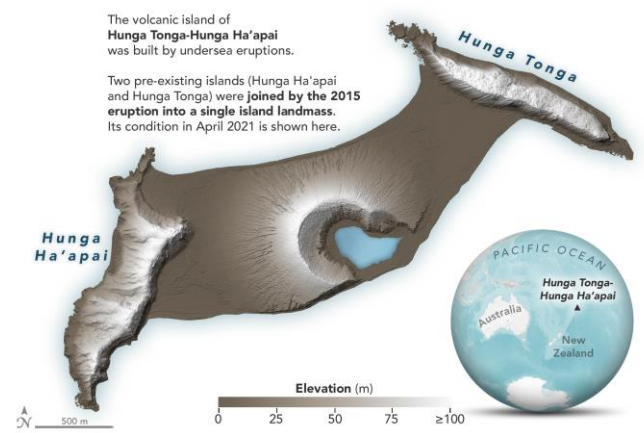 The volcanic island of
Hunga Tonga-Hunga Ha'apai
was built by undersea eruptions.
Two pre-existing islands (Hunga Ha'apai
and Hunga Tonga) were joined by the 2015
eruption into a single island landmass.
Its condition in April 2021 is shown here.
Hunga Tonga
Hunga
Ha'apai
PACIFIC OCEAN
Hunga Tonga-
Hunga Ha'apai
Australia
New
Zealand
Elevation (m)
0 25 50 75 ≥100
N
500 m